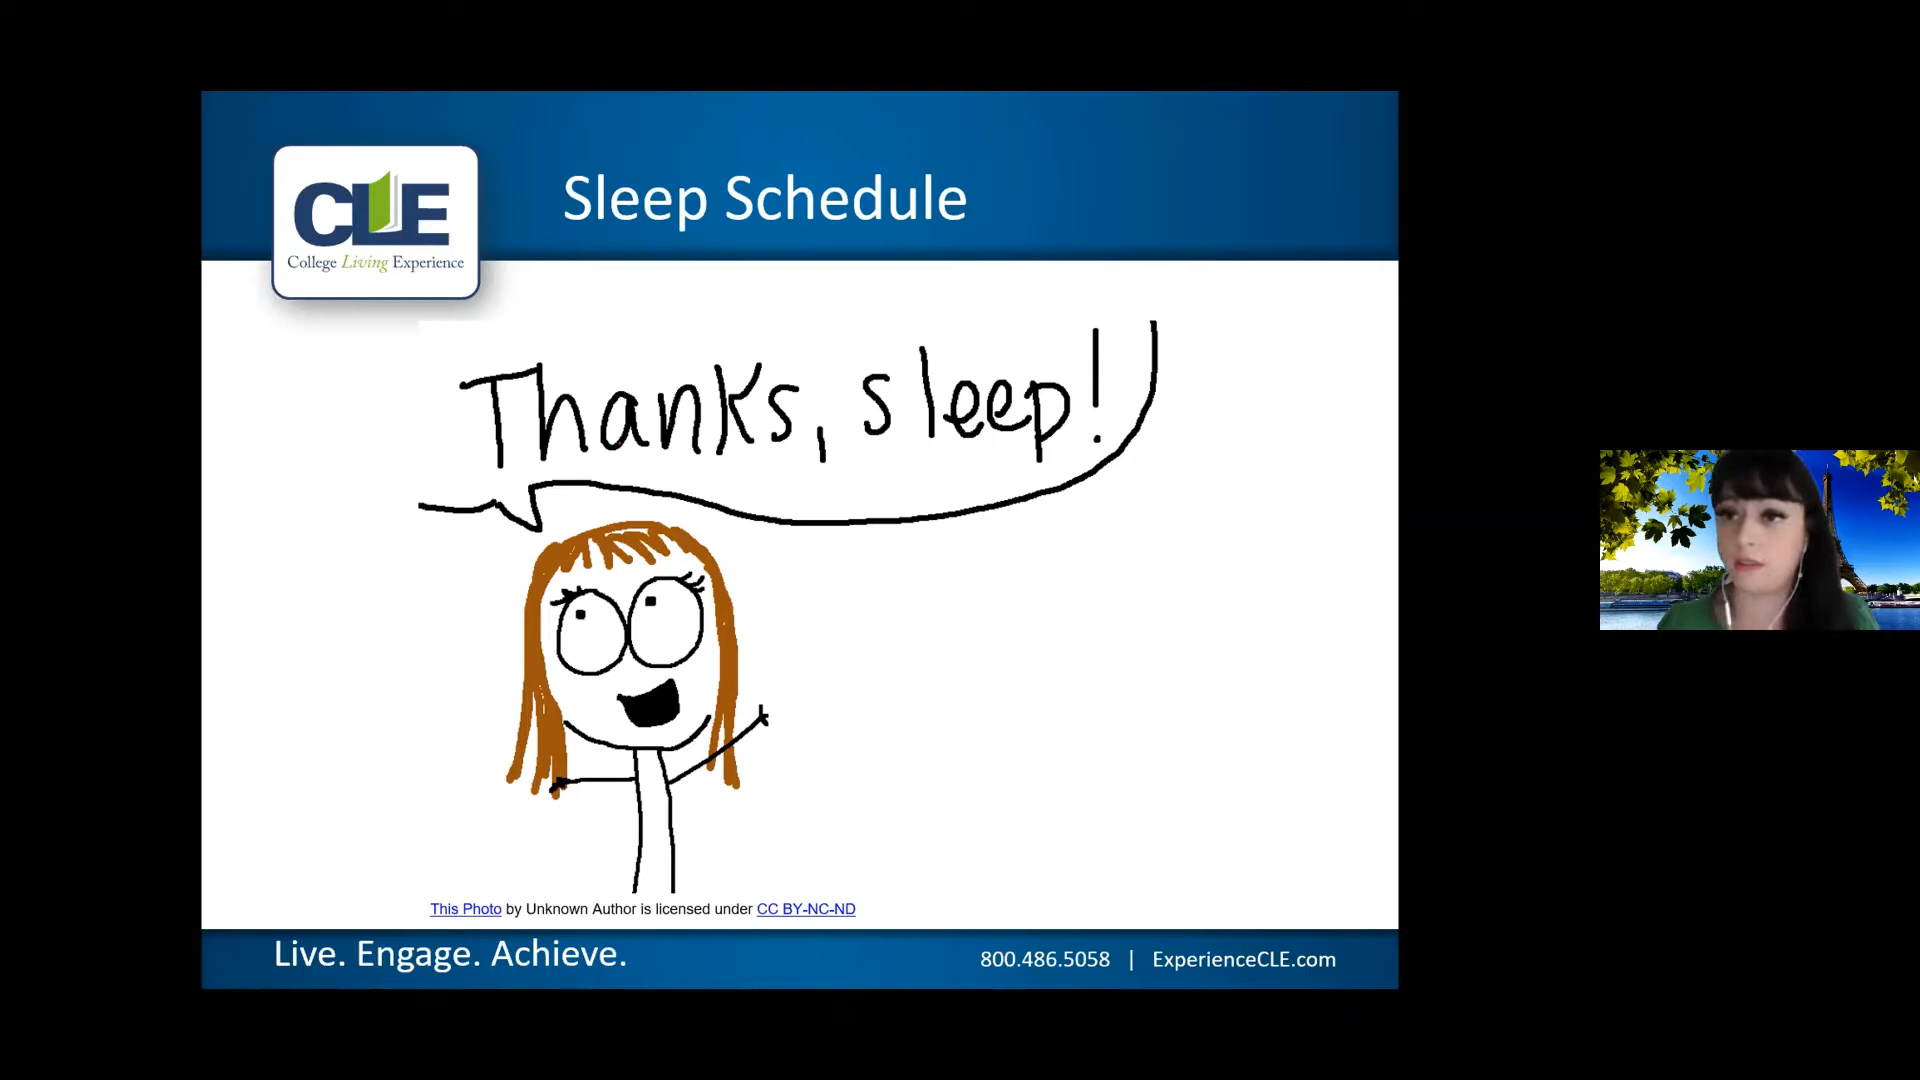 Sleep Schedule
CLE
College Living Experience
Thanks, sleep!
This Photo by Unknown Author is licensed under CC BY-NC-ND
Live. Engage. Achieve.
800.486.5058 | ExperienceCLE.com